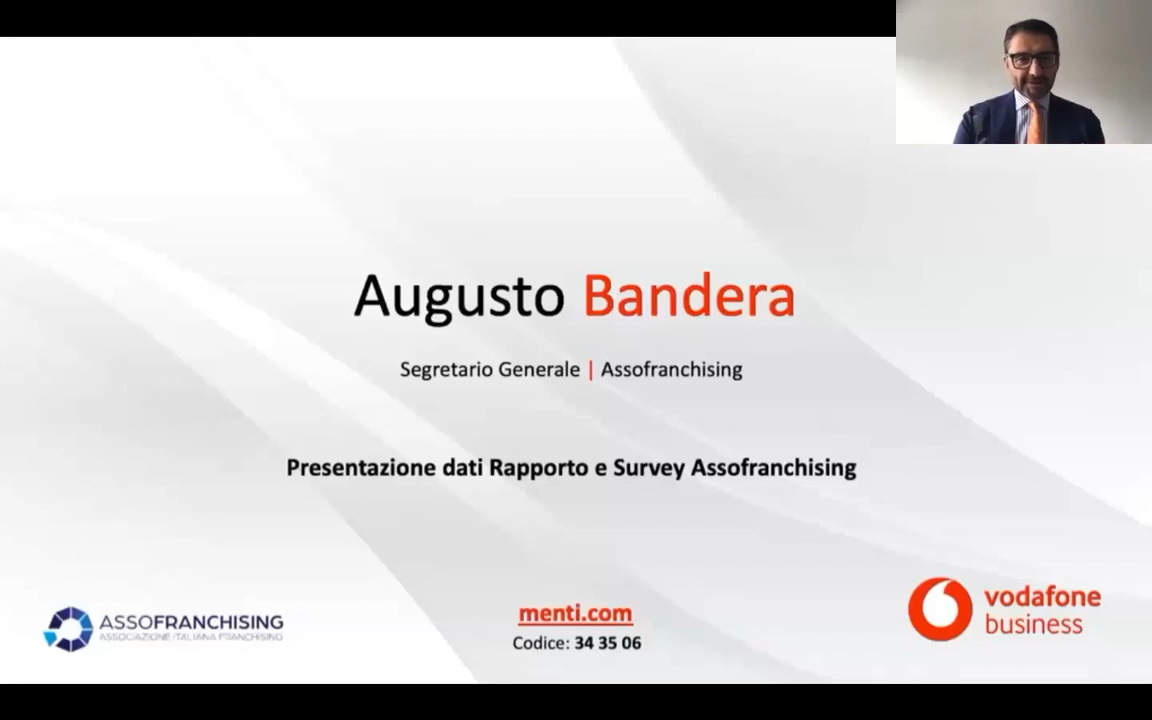 Augusto Bandera
Segretario Generale | Assofranchising
Presentazione dati Rapporto e Survey Assofranchising
ASSOFRANCHISING
ASSOCIAZIONE ITALIANA FRANCHISING
menti.com
Codice: 34 35 06
vodafone
business